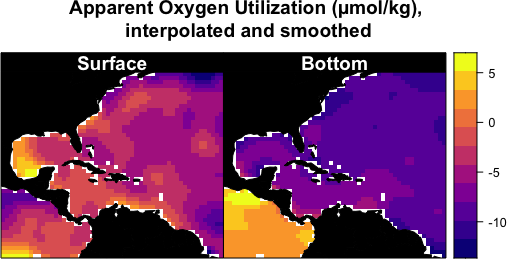 Apparent Oxygen Utilization (µmol/kg),
interpolated and smoothed
Surface
Bottom
5
0
-5
-10